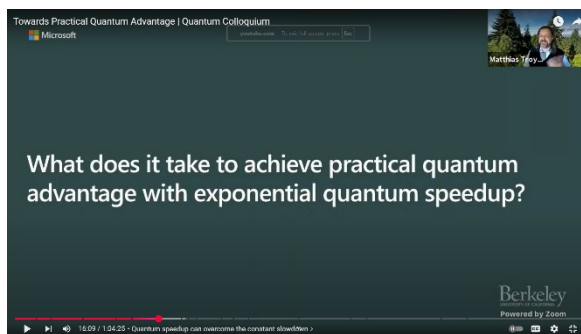 Towards Practical Quantum Advantage | Quantum Colloquium
Microsoft
Matthias Troy...
What does it take to achieve practical quantum
advantage with exponential quantum speedup?
Berkeley
UNIVERSITY OF CALIFORNIA
Powered by Zoom
16:09 / 1:04:25 • Quantum speedup can overcome the constant slowdown >